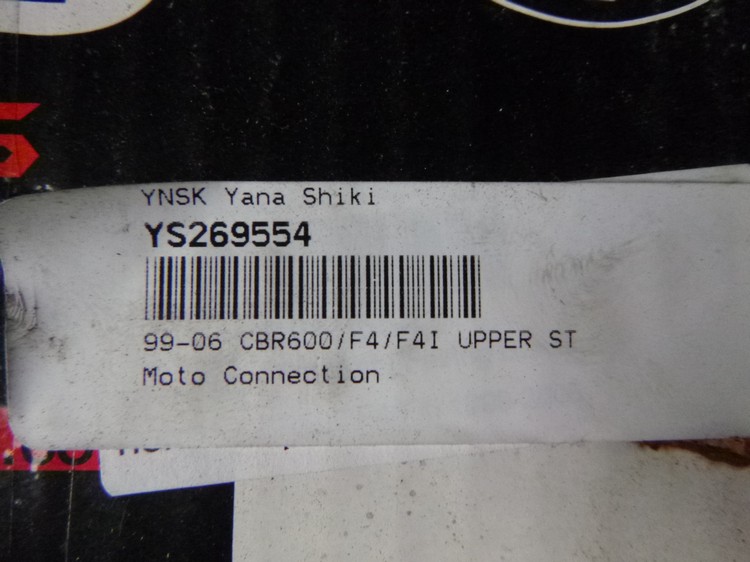 YNSK Yana Shiki
YS269554
99-06 CBR600/F4/F4I UPPER ST
Moto Connection